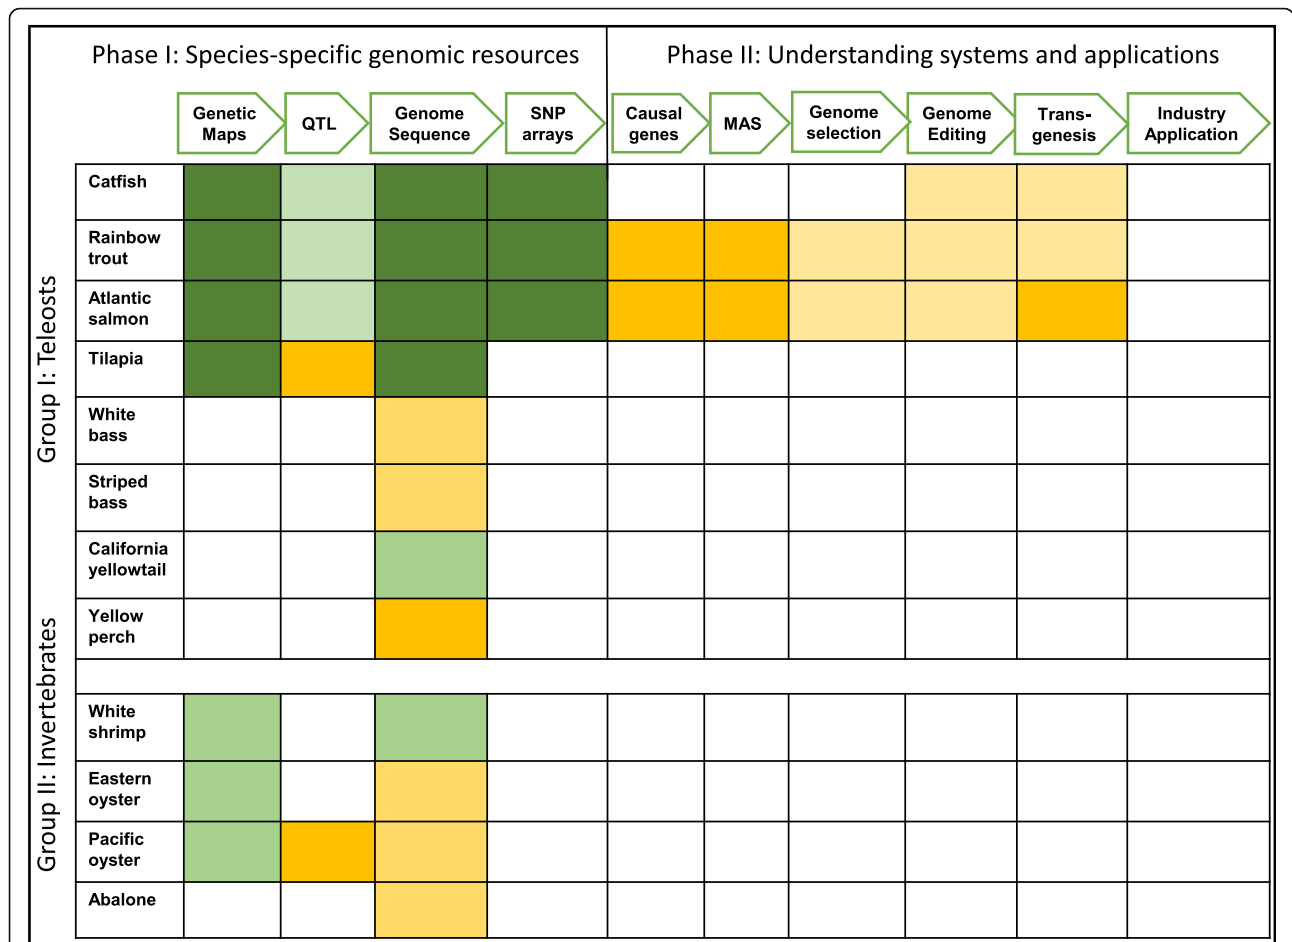 Phase I: Species-specific genomic resources
Phase II: Understanding systems and applications
Genetic
Maps
QTL
Genome
Sequence
SNP
arrays
Causal
genes
MAS
Genome
selection
Genome
Editing
Trans-
genesis
Industry
Application
Group I: Teleosts
Catfish
Rainbow
trout
Atlantic
salmon
Tilapia
White
bass
Striped
bass
California
yellowtail
Yellow
perch
Group II: Invertebrates
White
shrimp
Eastern
oyster
Pacific
oyster
Abalone